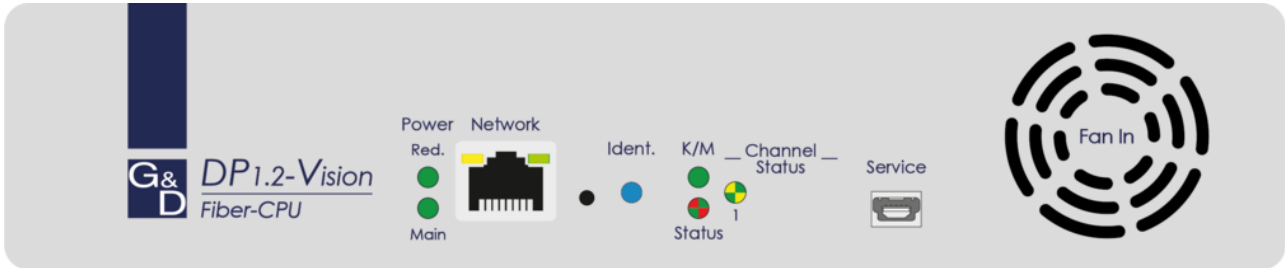 Power Network
Red.
Ident.
K/M
Channel
Status
Service
Fan In
G&D
DP1.2-Vision
Fiber-CPU
Main
Status
1